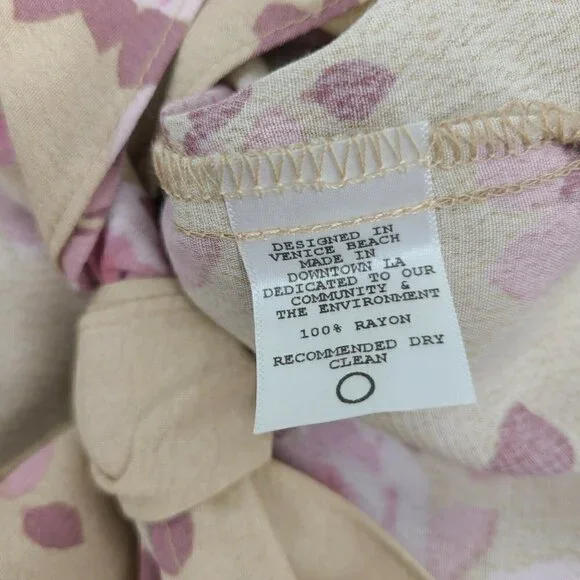 DESIGNED IN
VENICE BEACH
MADE IN
DOWNTOWN LA
DEDICATED TO OUR
COMMUNITY &
THE ENVIRONMENT
100% RAYON
RECOMMENDED DRY
CLEAN